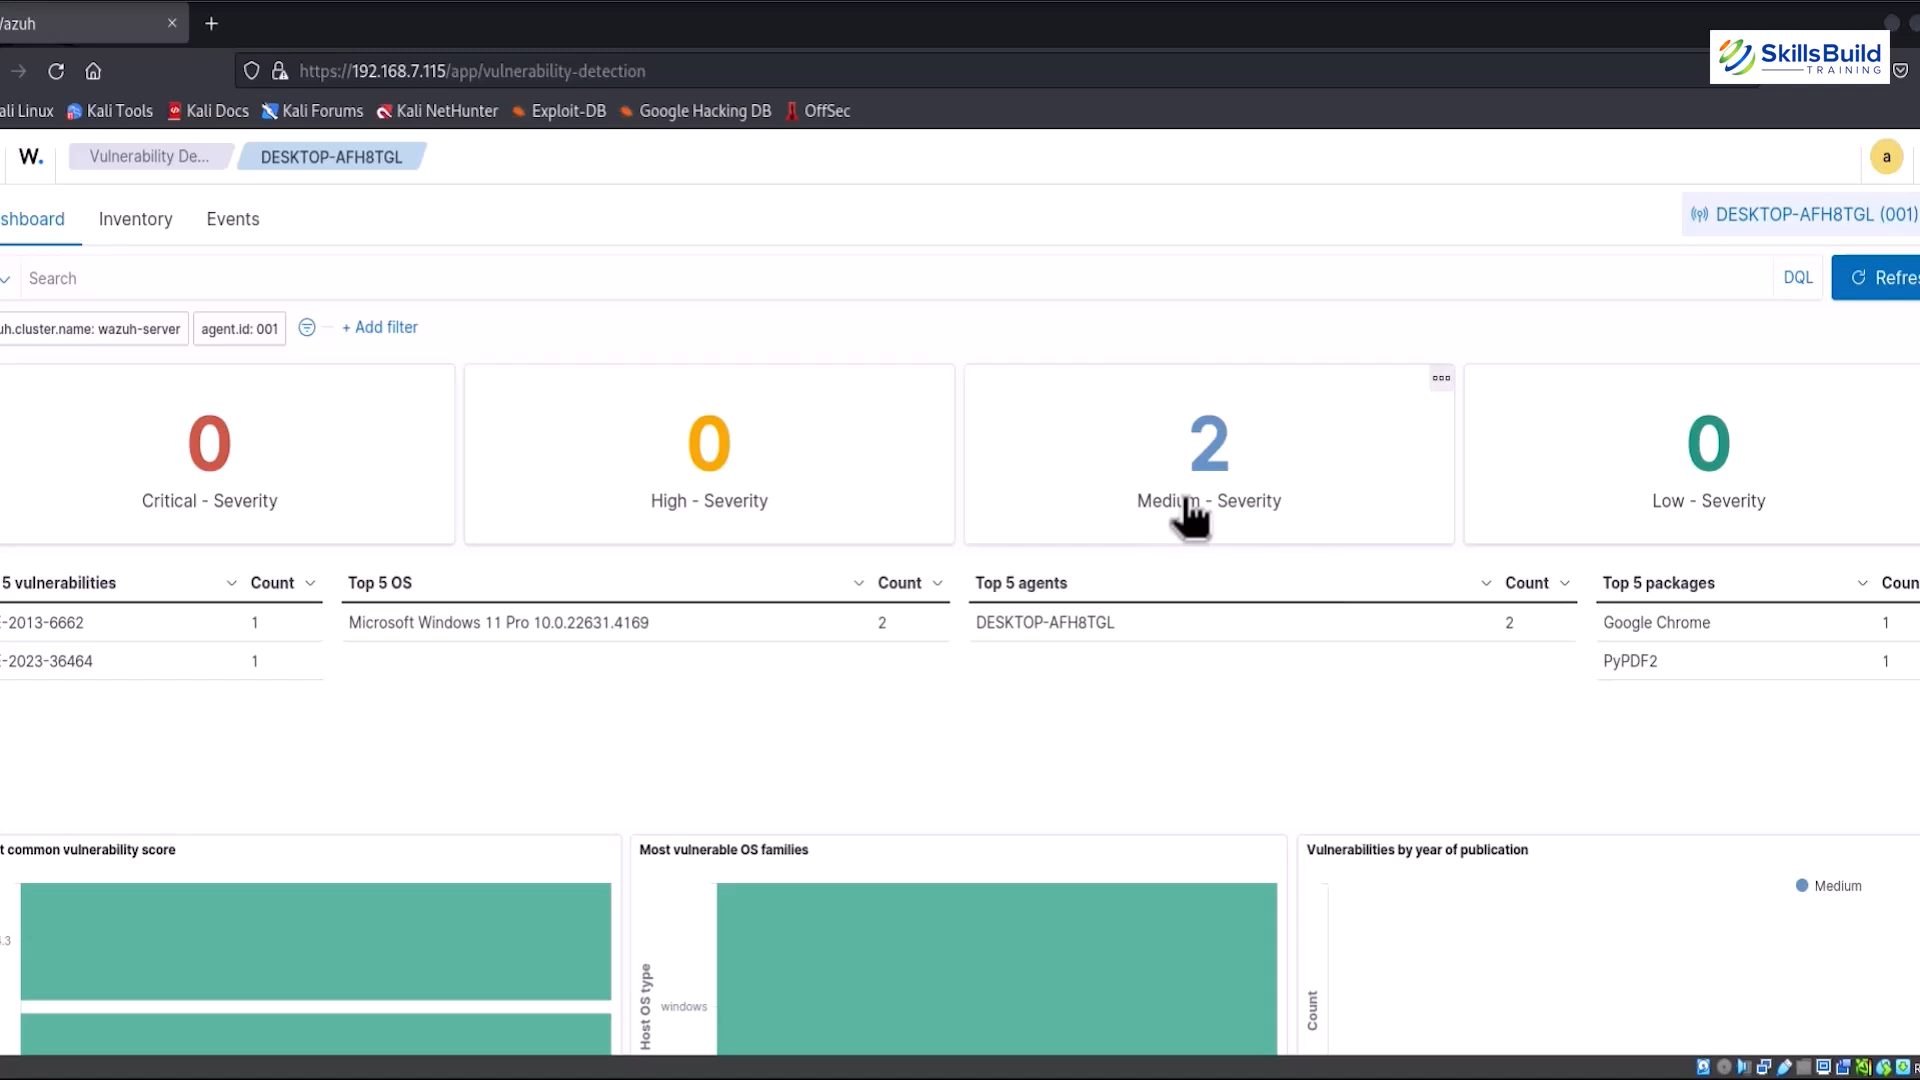 /azuh
https://192.168.7.115/app/vulnerability-detection
SkillsBuild
TRAINING
ali Linux Kali Tools Kali Docs Kali Forums Kali NetHunter Exploit-DB Google Hacking DB OffSec
W. Vulnerability De... DESKTOP-AFH8TGL a
shboard Inventory Events
DESKTOP-AFH8TGL (001)
Search DQL Refres
uh.cluster.name: wazuh-server agent.id: 001 + Add filter
0 0 2 0
Critical - Severity High - Severity Medium - Severity Low - Severity
5 vulnerabilities Count Top 5 OS Count Top 5 agents Count Top 5 packages Coun
E-2013-6662 1 Microsoft Windows 11 Pro 10.0.22631.4169 2 DESKTOP-AFH8TGL 2 Google Chrome 1
E-2023-36464 1 PyPDF2 1
t common vulnerability score Most vulnerable OS families Vulnerabilities by year of publication
Medium
.3
Host OS type
windows
Count